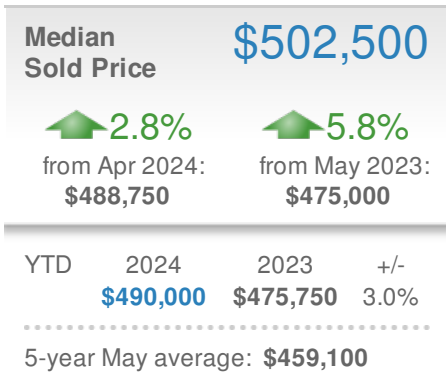 Median $502,500
Sold Price
2.8% 5.8%
from Apr 2024: from May 2023:
$488,750 $475,000
YTD 2024 2023 +/-
$490,000 $475,750 3.0%
5-year May average: $459,100